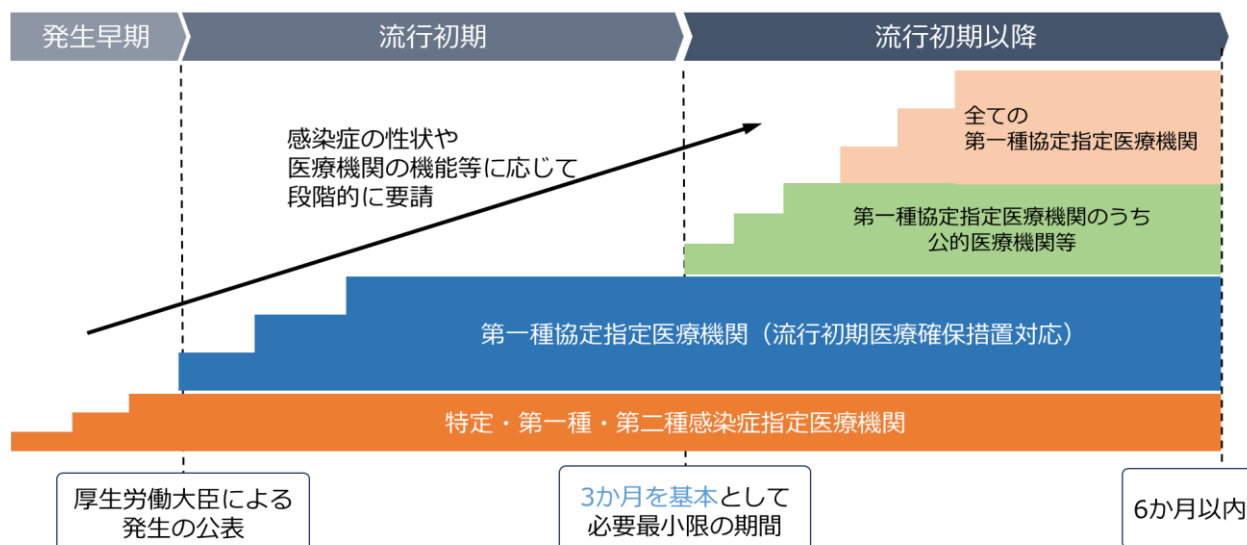 発生早期
流行初期
流行初期以降
感染症の性状や
医療機関の機能等に応じて
段階的に要請
全ての
第一種協定指定医療機関
第一種協定指定医療機関のうち
公的医療機関等
第一種協定指定医療機関（流行初期医療確保措置対応）
特定・第一種・第二種感染症指定医療機関
厚生労働大臣による
発生の公表
3か月を基本として
必要最小限の期間
6か月以内